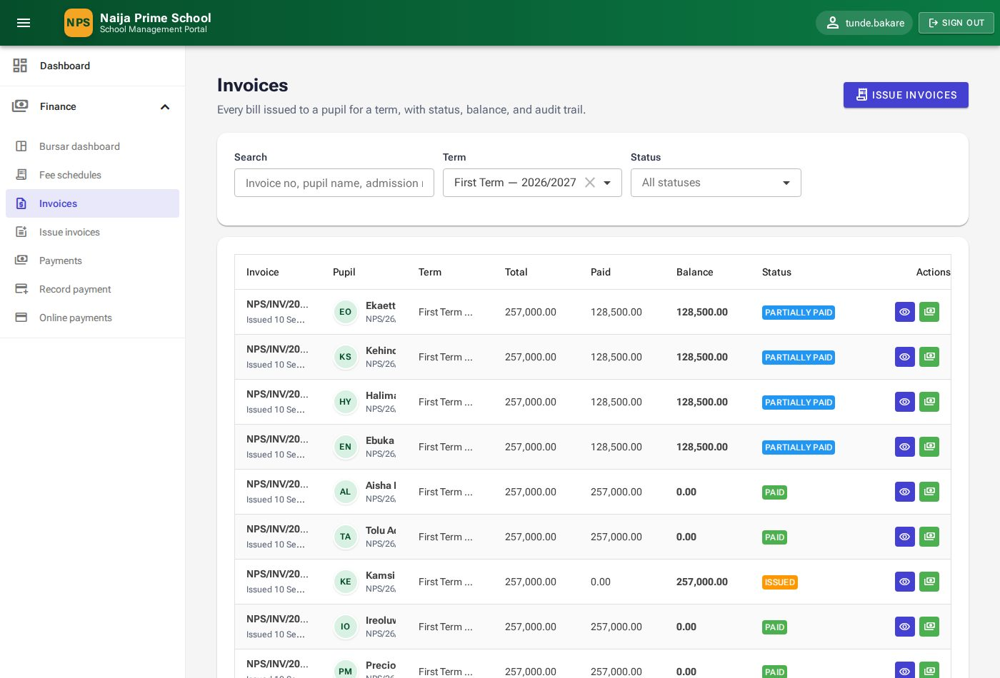 NPS
Naija Prime School
School Management Portal
tunde.bakare
SIGN OUT
Dashboard
Finance
Bursar dashboard
Fee schedules
Invoices
Issue invoices
Payments
Record payment
Online payments
Invoices
Every bill issued to a pupil for a term, with status, balance, and audit trail.
ISSUE INVOICES
Search
Term
Status
Invoice no, pupil name, admission
First Term — 2026/2027
All statuses
Invoice Pupil Term Total Paid Balance Status Actions
NPS/INV/20...
Issued 10 Se...
EO
Ekaett
NPS/26/
First Term ... 257,000.00 128,500.00 128,500.00 PARTIALLY PAID
NPS/INV/20...
Issued 10 Se...
KS
Kehind
NPS/26/
First Term ... 257,000.00 128,500.00 128,500.00 PARTIALLY PAID
NPS/INV/20...
Issued 10 Se...
HY
Halima
NPS/26/
First Term ... 257,000.00 128,500.00 128,500.00 PARTIALLY PAID
NPS/INV/20...
Issued 10 Se...
EN
Ebuka
NPS/26/
First Term ... 257,000.00 128,500.00 128,500.00 PARTIALLY PAID
NPS/INV/20...
Issued 10 Se...
AL
Aisha
NPS/26/
First Term ... 257,000.00 257,000.00 0.00 PAID
NPS/INV/20...
Issued 10 Se...
TA
Tolu Ad
NPS/26/
First Term ... 257,000.00 257,000.00 0.00 PAID
NPS/INV/20...
Issued 10 Se...
KE
Kamsi
NPS/26/
First Term ... 257,000.00 0.00 257,000.00 ISSUED
NPS/INV/20...
Issued 10 Se...
IO
Ireoluw
NPS/26/
First Term ... 257,000.00 257,000.00 0.00 PAID
NPS/INV/20...
PM
Precio
First Term ... 257,000.00 257,000.00 0.00 PAID